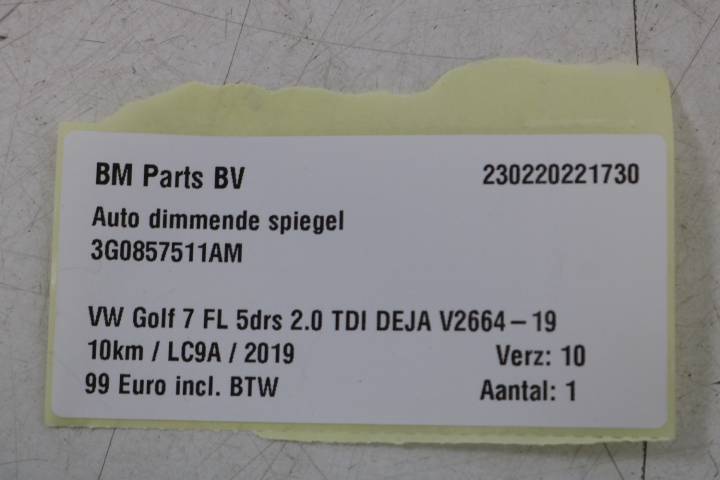 BM Parts BV 230220221730
Auto dimmende spiegel
3G0857511AM
VW Golf 7 FL 5drs 2.0 TDI DEJA V2664-19
10km / LC9A / 2019 Verz: 10
99 Euro incl. BTW Aantal: 1